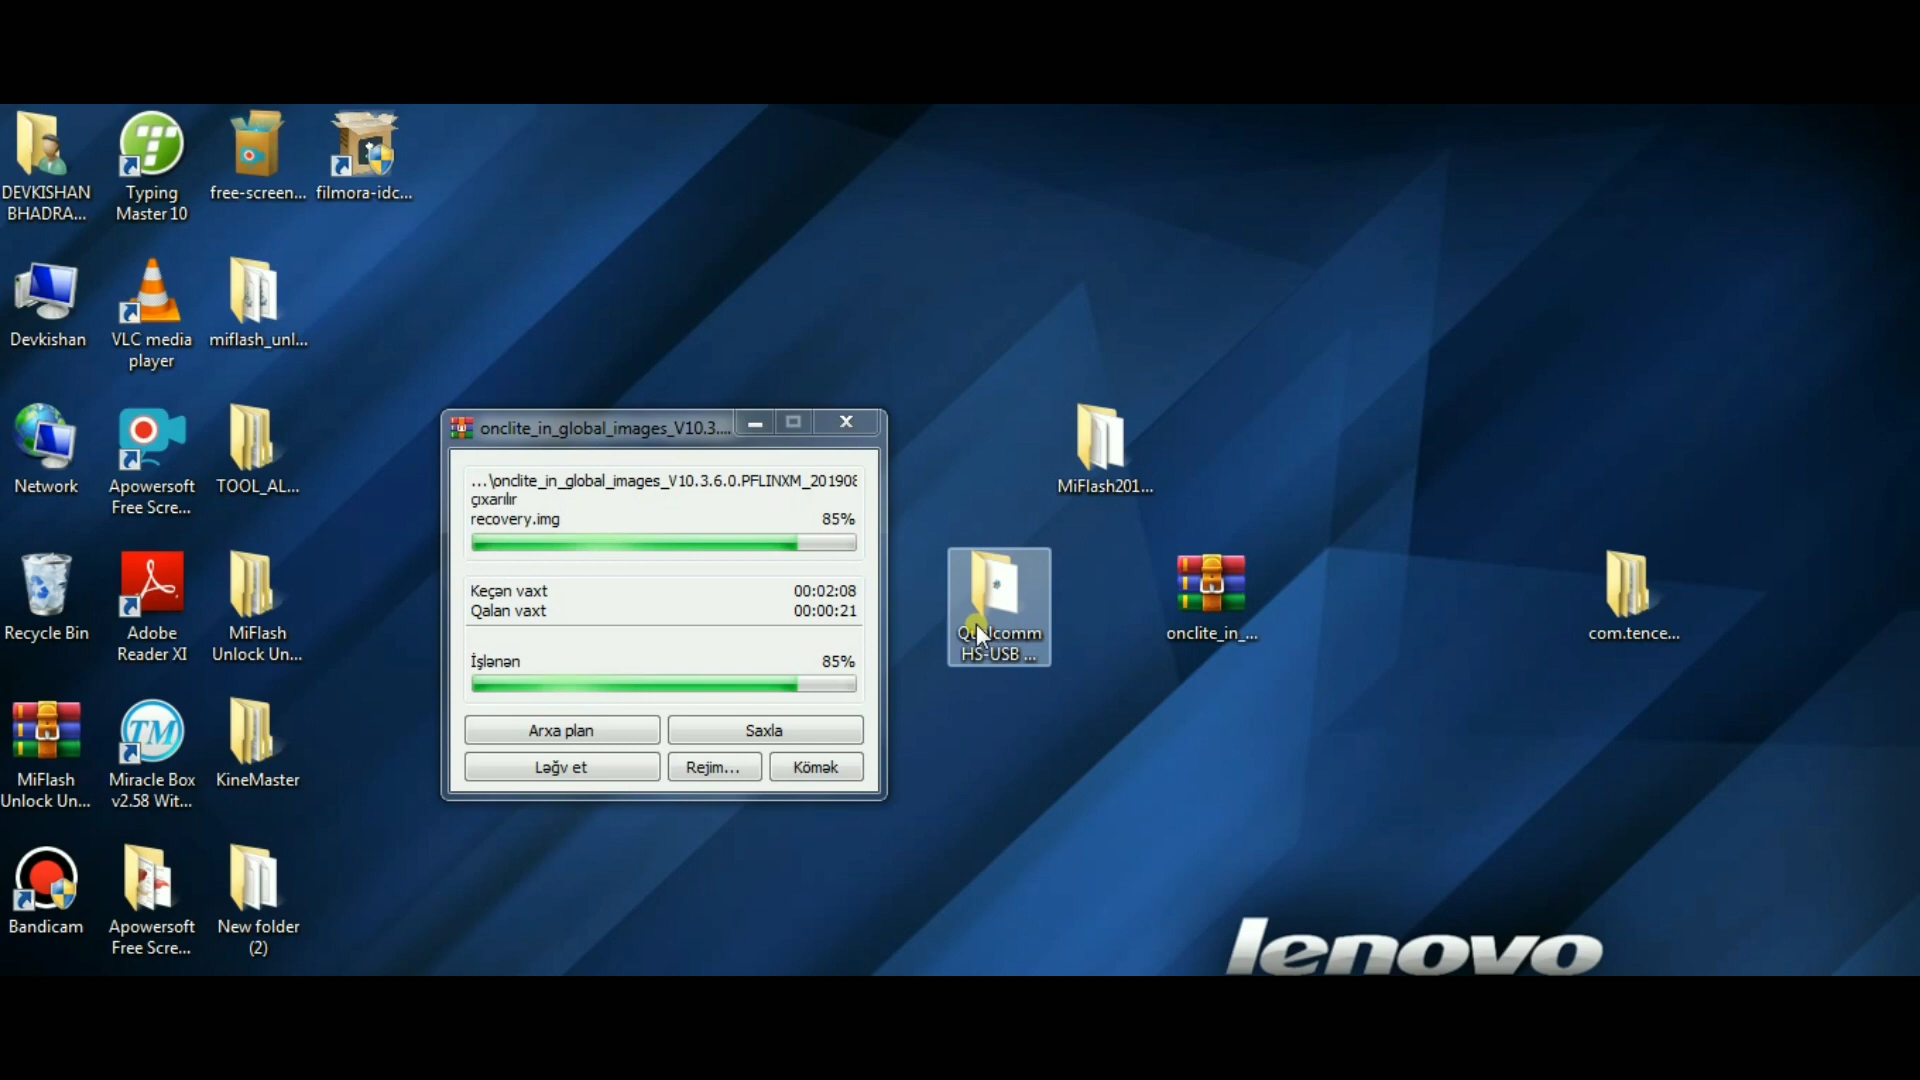 DEVKISHAN
BHADRA...
Typing
Master 10
free-screen...
filmora-idc...
Devkishan
VLC media
player
miflash_unl...
Network
Apowersoft
Free Scre...
TOOL_AL...
Recycle Bin
Adobe
Reader XI
MiFlash
Unlock Un...
MiFlash
Unlock Un...
TM
Miracle Box
v2.58 Wit...
KineMaster
Bandicam
Apowersoft
Free Scre...
New folder
(2)
onclite_in_global_images_V10.3....
...\onclite_in_global_images_V10.3.6.0.PFLINXM_201908
çıxarılır
recovery.img 85%
Keçən vaxt 00:02:08
Qalan vaxt 00:00:21
İşlənən 85%
Arxa plan Saxla
Ləğv et Rejim... Kömək
MiFlash201...
Qualcomm
HS-USB ...
onclite_in_...
com.tence...
lenovo